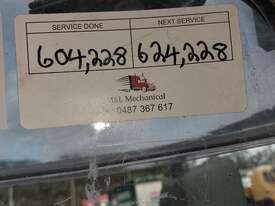 SERVICE DONE NEXT SERVICE
604,228 624,228
M&L Mechanical
0487 367 617